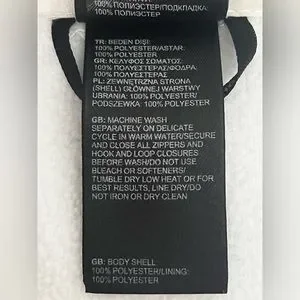 100% ПОЛИЭСТЕР/ПОДКЛАДКА:
100% ПОЛИЭСТЕР
TR: BEDEN DIŞI:
100% POLYESTER/ASTAR:
100% POLYESTER
GR: ΚΕΛΥΦΟΣ ΣΩΜΑΤΟΣ:
100% ΠΟΛΥΕΣΤΕΡΑΣ/ΦΟΔΡΑ:
100% ΠΟΛΥΕΣΤΕΡΑΣ
PL: ZEWNĘTRZNA STRONA
(SHELL) GŁÓWNEJ WARSTWY
UBRANIA: 100% POLYESTER/
PODSZEWKA: 100% POLYESTER
GB: MACHINE WASH
SEPARATELY ON DELICATE
CYCLE IN WARM WATER/SECURE
AND CLOSE ALL ZIPPERS AND
HOOK AND LOOP CLOSURES
BEFORE WASH/DO NOT USE
BLEACH OR SOFTENERS/
TUMBLE DRY LOW HEAT OR FOR
BEST RESULTS, LINE DRY/DO
NOT IRON OR DRY CLEAN
GB: BODY SHELL:
100% POLYESTER/LINING:
100% POLYESTER